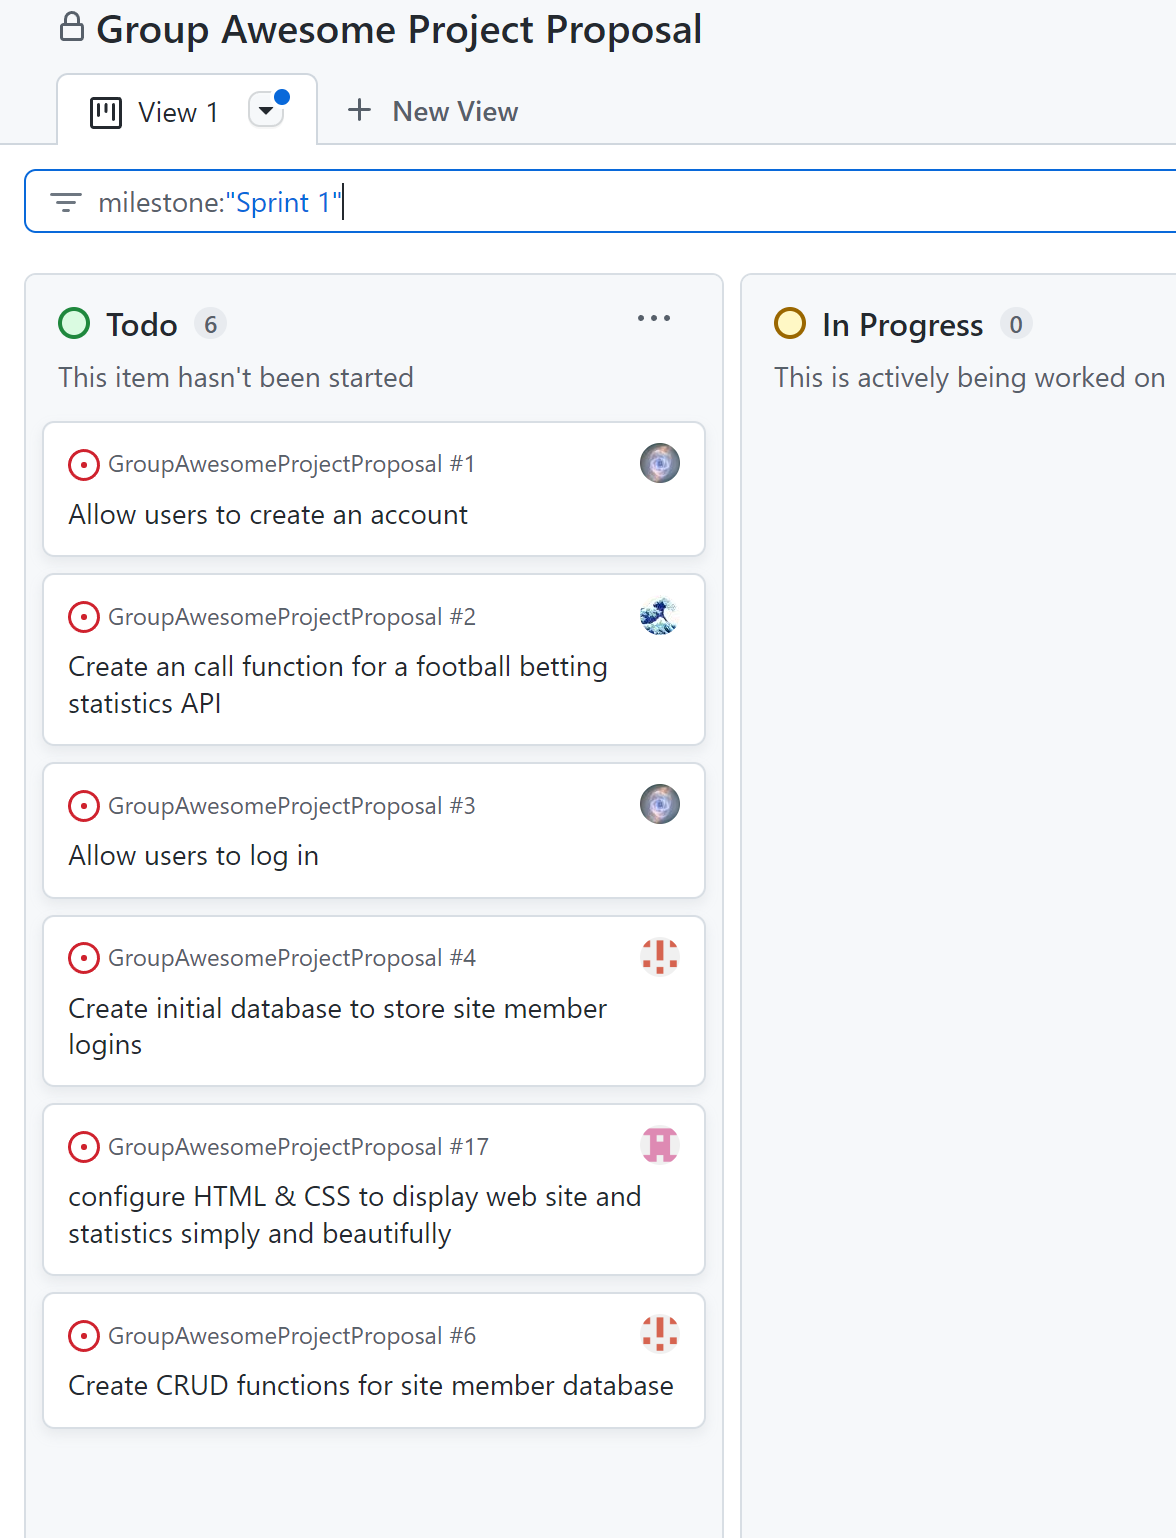 Group Awesome Project Proposal
View 1
New View
milestone:"Sprint 1"
Todo 6
This item hasn't been started
GroupAwesomeProjectProposal #1
Allow users to create an account
GroupAwesomeProjectProposal #2
Create an call function for a football betting
statistics API
GroupAwesomeProjectProposal #3
Allow users to log in
GroupAwesomeProjectProposal #4
Create initial database to store site member
logins
GroupAwesomeProjectProposal #17
configure HTML & CSS to display web site and
statistics simply and beautifully
GroupAwesomeProjectProposal #6
Create CRUD functions for site member database
In Progress 0
This is actively being worked on